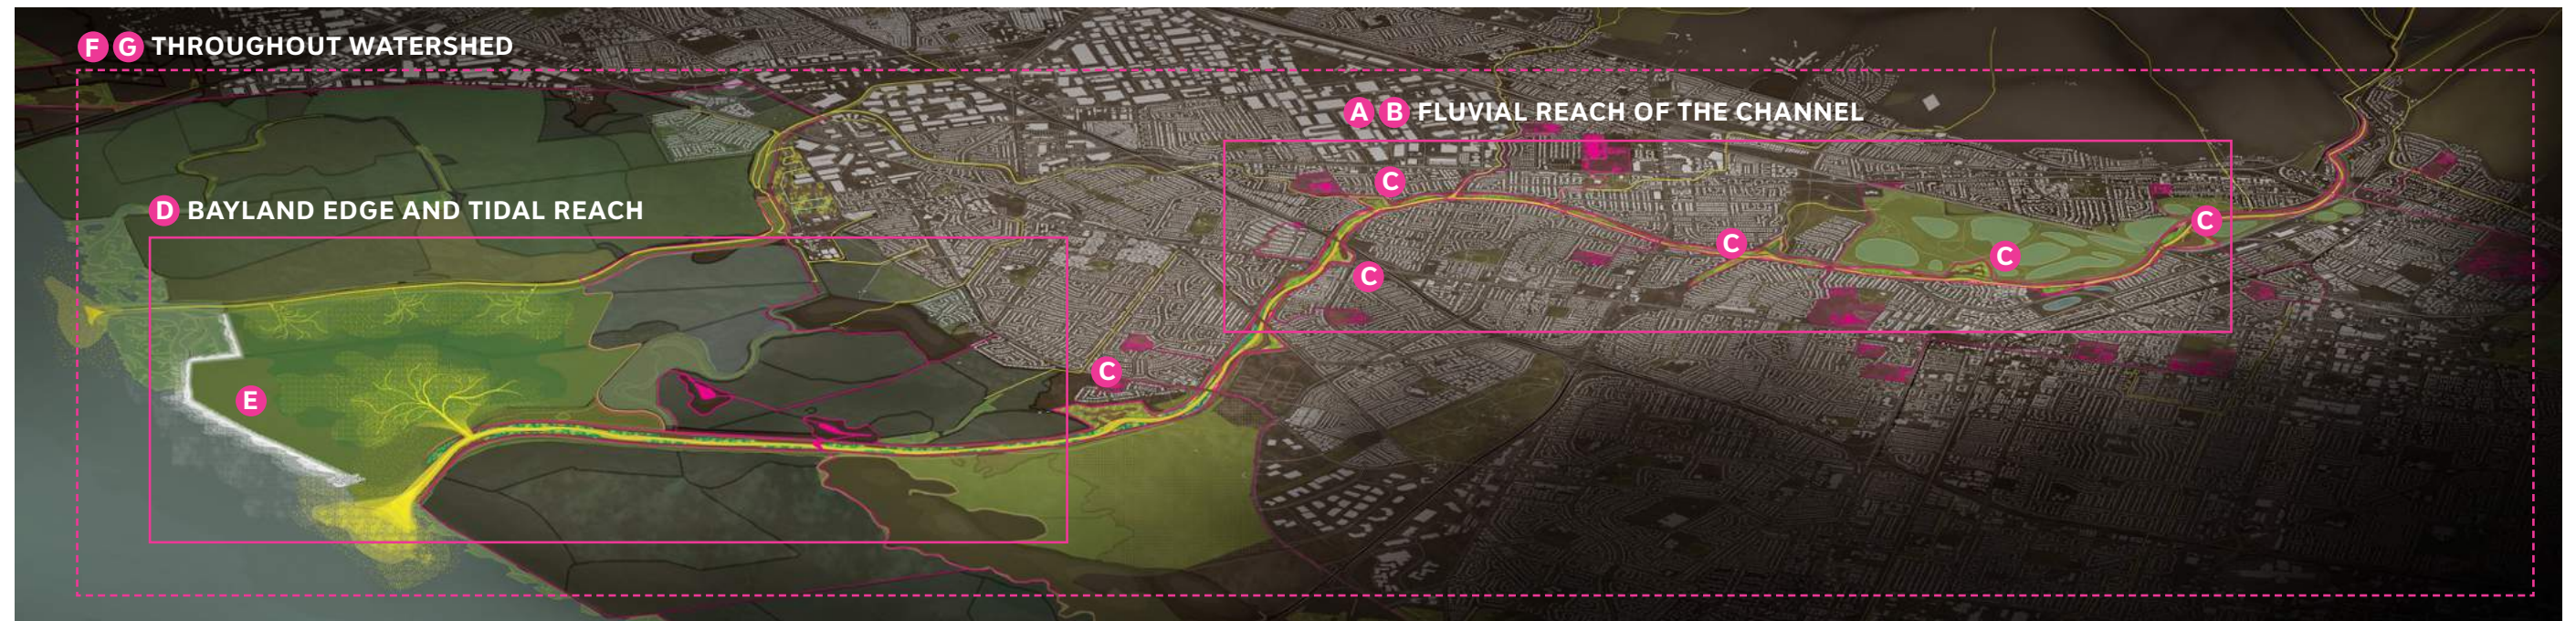 F G THROUGHOUT WATERSHED
A B FLUVIAL REACH OF THE CHANNEL
C
D BAYLAND EDGE AND TIDAL REACH
C
C
C
C
C
E